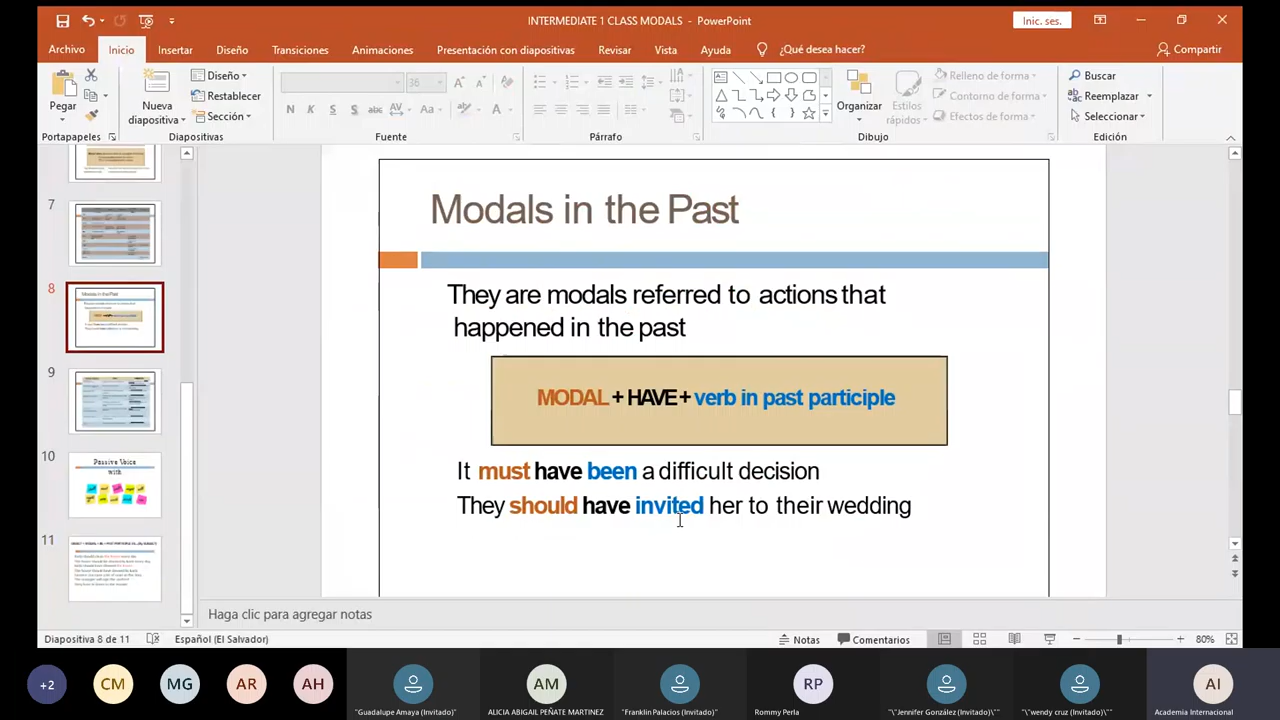 INTERMEDIATE 1 CLASS MODALS - PowerPoint
Inic. ses.
Archivo Inicio Insertar Diseño Transiciones Animaciones Presentación con diapositivas Revisar Vista Ayuda ¿Qué desea hacer? Compartir
Pegar
Nueva diapositiva
Diseño
Restablecer
Sección
36
N K S S abc AV Aa A
Organizar
Estilos rápidos
Relleno de forma
Contorno de forma
Efectos de forma
Buscar
Reemplazar
Seleccionar
Portapapeles Diapositivas Fuente Párrafo Dibujo Edición
7
8
9
10
11
Passive Voice
with
Modals in the Past
They are modals referred to actions that
happened in the past
MODAL + HAVE + verb in past participle
It must have been a difficult decision
They should have invited her to their wedding
Haga clic para agregar notas
Diapositiva 8 de 11 Español (El Salvador) Notas Comentarios 80%
+2 CM MG AR AH AM RP AI
"Guadalupe Amaya (Invitado)" ALICIA ABIGAIL PEÑATE MARTINEZ "Franklin Palacios (Invitado)" Rommy Perla "\"Jennifer González (Invitado)\"" "\"wendy cruz (Invitado)\"" Academia Internacional